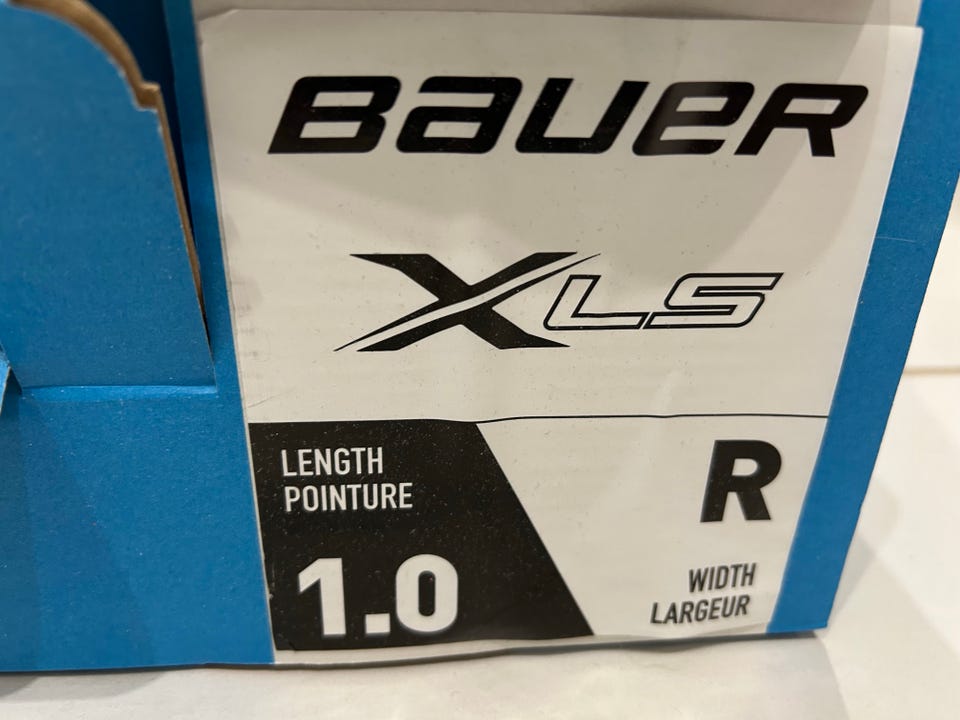 BAUER
XLS
LENGTH
POINTURE
1.0
R
WIDTH
LARGEUR